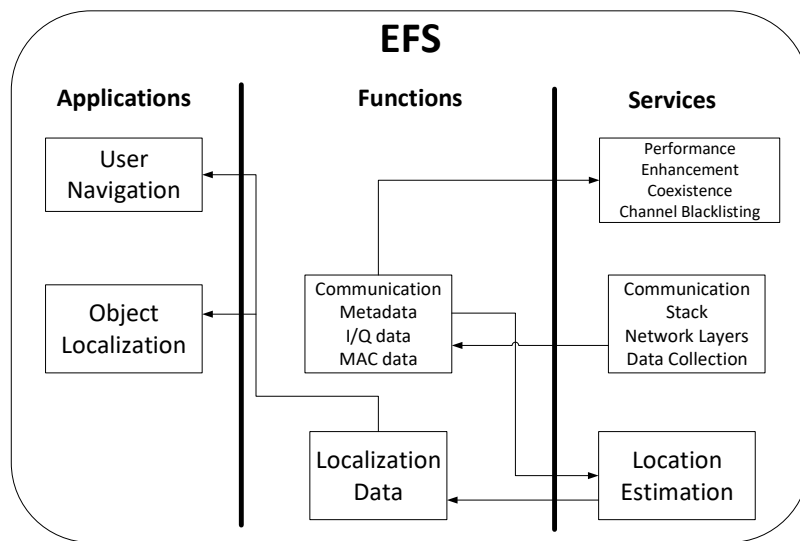 EFS
Applications
Functions
Services
User
Navigation
Performance
Enhancement
Coexistence
Channel Blacklisting
Object
Localization
Communication
Metadata
I/Q data
MAC data
Communication
Stack
Network Layers
Data Collection
Localization
Data
Location
Estimation